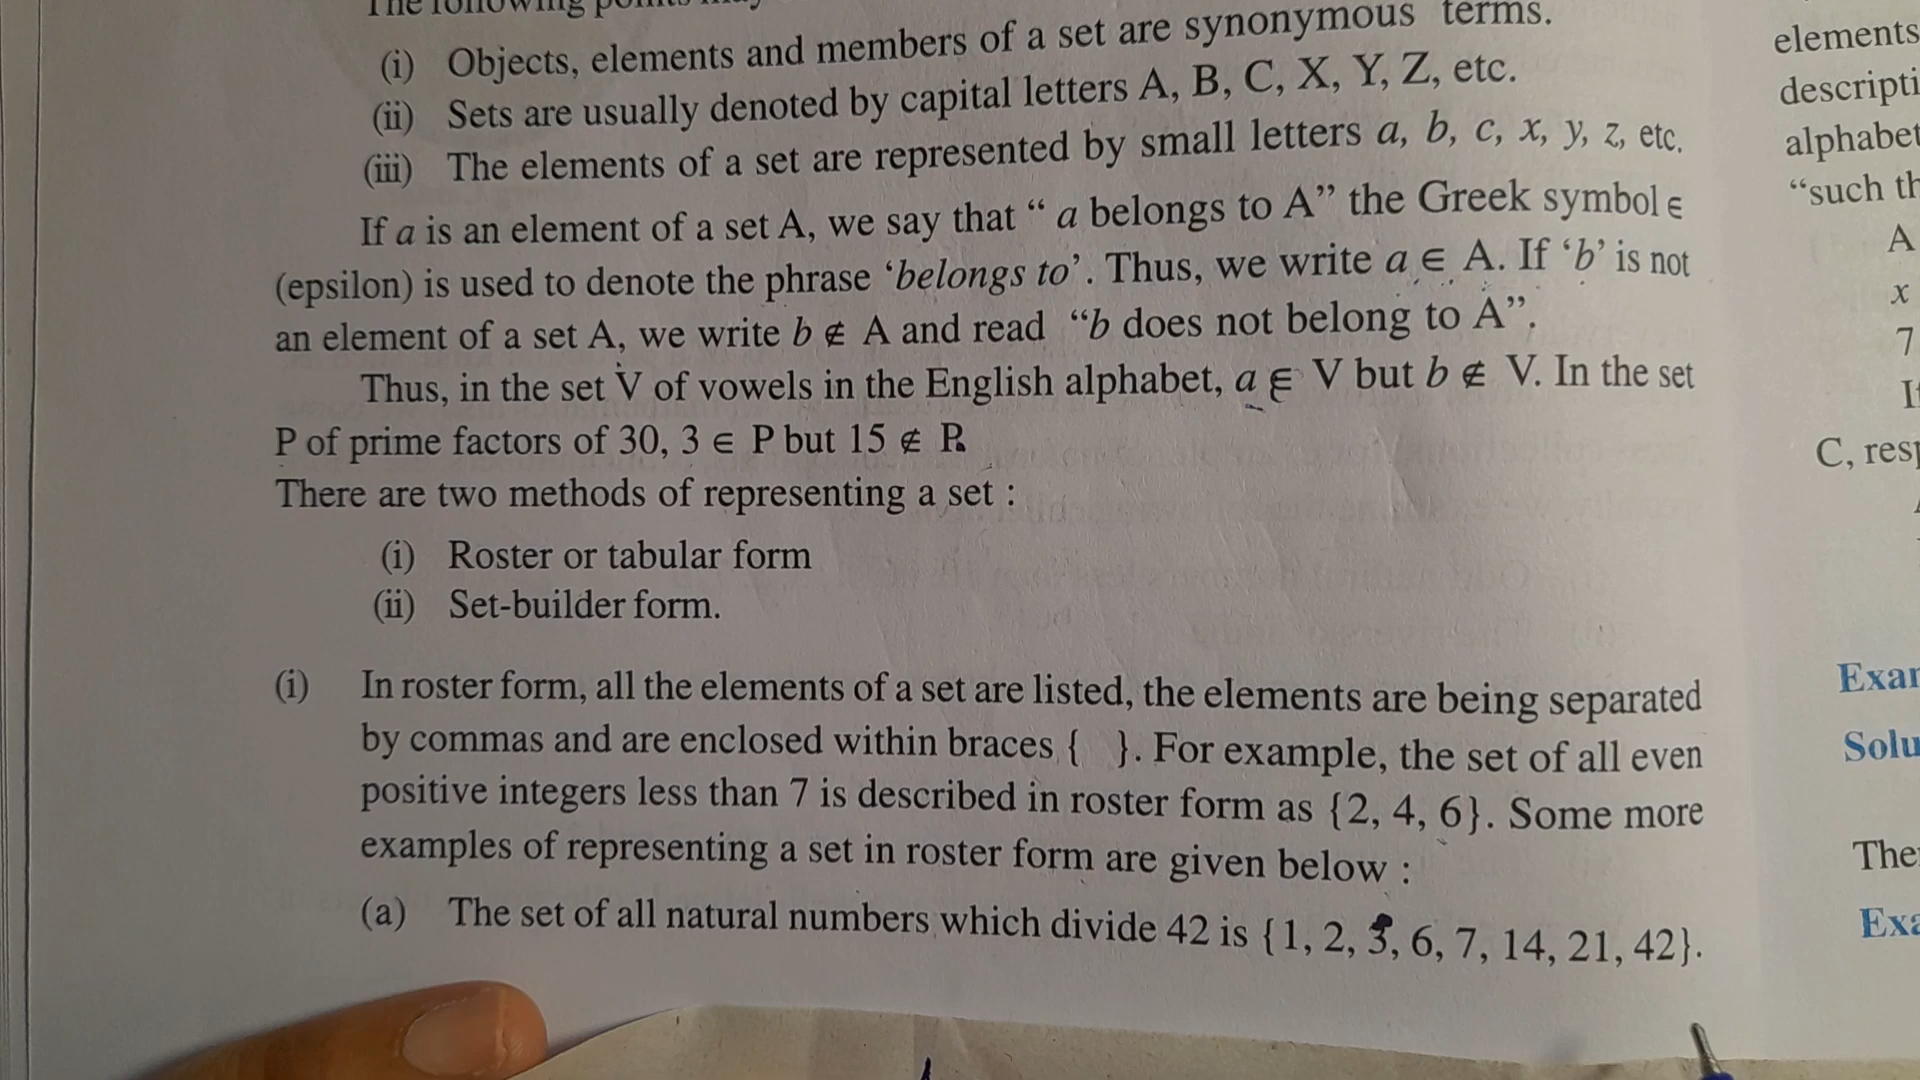 The following points may
(i) Objects, elements and members of a set are synonymous terms.
(ii) Sets are usually denoted by capital letters A, B, C, X, Y, Z, etc.
(iii) The elements of a set are represented by small letters a, b, c, x, y, z, etc.
If a is an element of a set A, we say that “ a belongs to A” the Greek symbol ∈
(epsilon) is used to denote the phrase ‘belongs to’. Thus, we write a ∈ A. If ‘b’ is not
an element of a set A, we write b ∉ A and read “b does not belong to A”.
Thus, in the set V of vowels in the English alphabet, a ∈ V but b ∉ V. In the set
P of prime factors of 30, 3 ∈ P but 15 ∉ P.
There are two methods of representing a set :
(i) Roster or tabular form
(ii) Set-builder form.
(i) In roster form, all the elements of a set are listed, the elements are being separated
by commas and are enclosed within braces { }. For example, the set of all even
positive integers less than 7 is described in roster form as {2, 4, 6}. Some more
examples of representing a set in roster form are given below :
(a) The set of all natural numbers which divide 42 is {1, 2, 3, 6, 7, 14, 21, 42}.
elements
“such
A
x
7
C,